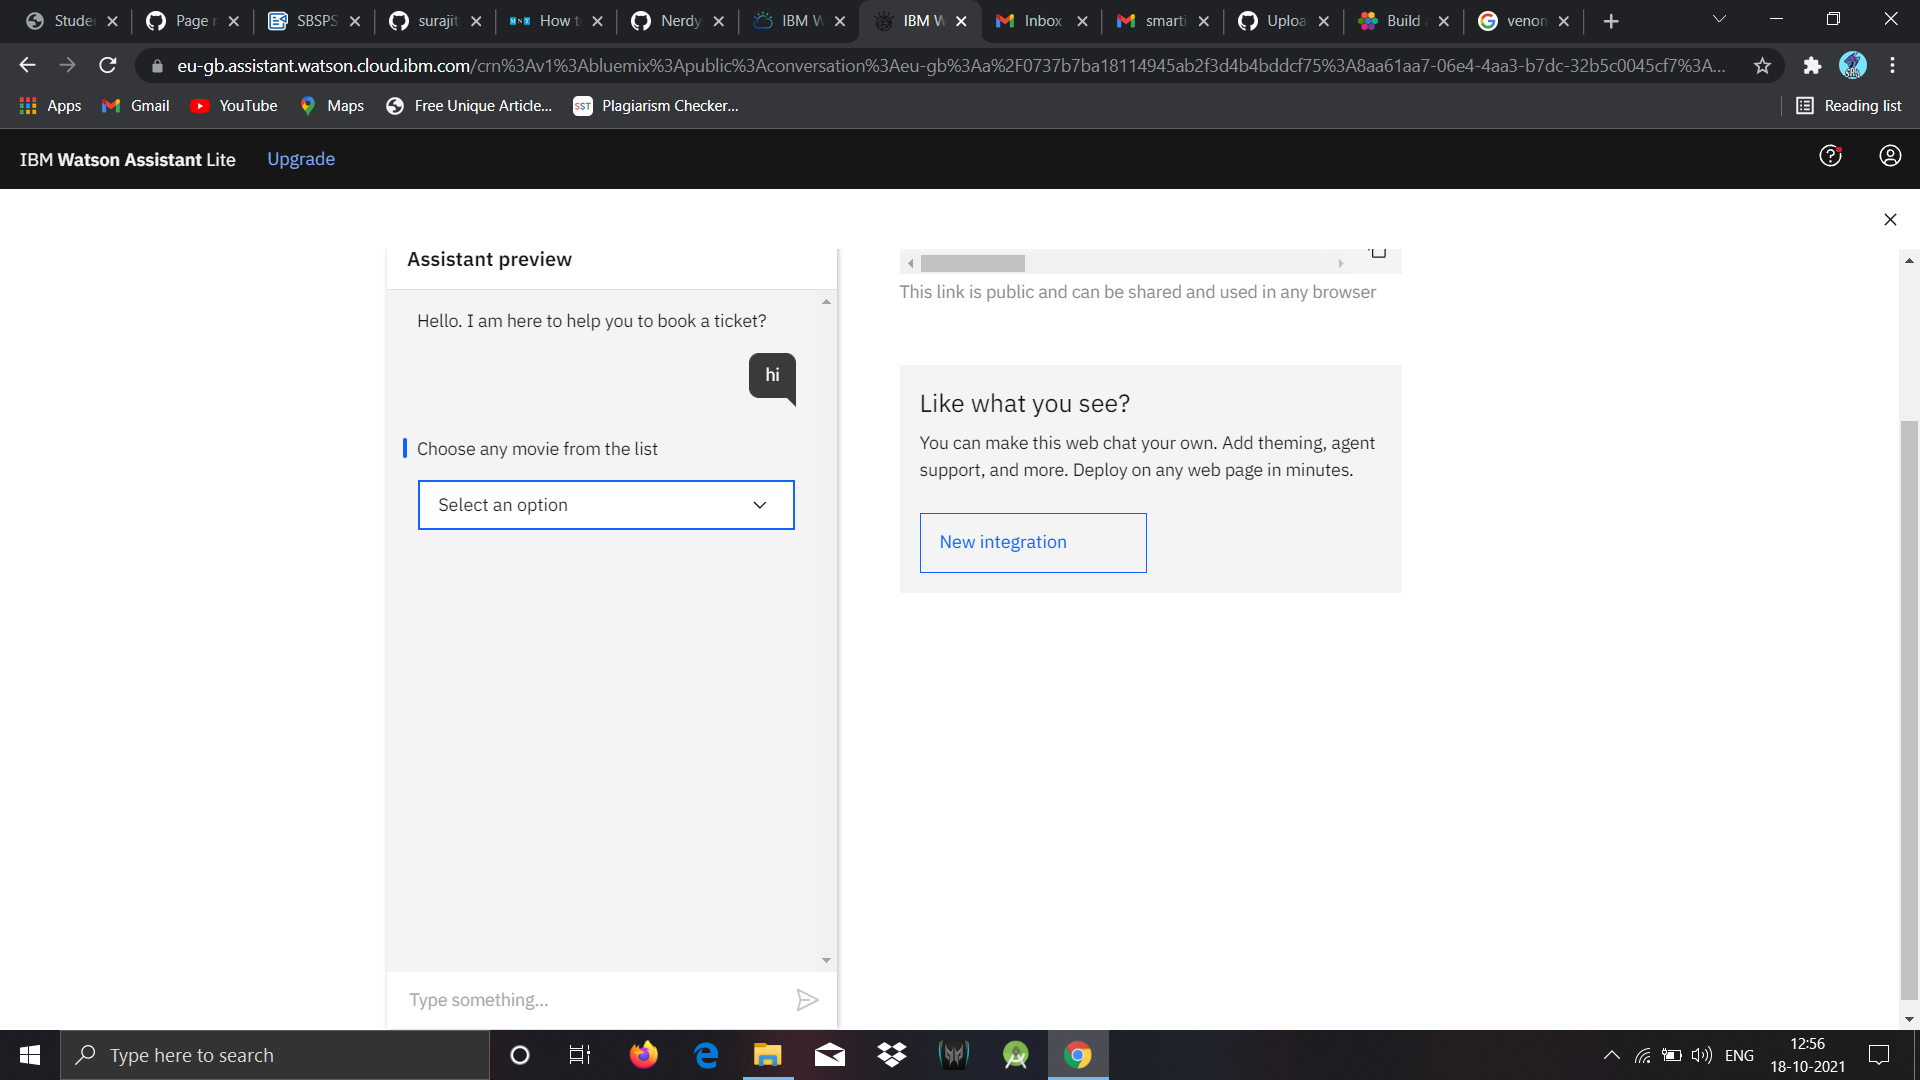 Studer
Page r
SBSPS
surajit
How to
Nerdy
IBM W
IBM W
Inbox
smarti
Uploa
Build
venom
eu-gb.assistant.watson.cloud.ibm.com/crn%3Av1%3Abluemix%3Apublic%3Aconversation%3Aeu-gb%3Aa%2F0737b7ba18114945ab2f3d4b4bddcf75%3A8aa61aa7-06e4-4aa3-b7dc-32b5c0045cf7%3A...
Apps
Gmail
YouTube
Maps
Free Unique Article...
SST
Plagiarism Checker...
Reading list
IBM Watson Assistant Lite
Upgrade
Assistant preview
Hello. I am here to help you to book a ticket?
hi
Choose any movie from the list
Select an option
Type something...
This link is public and can be shared and used in any browser
Like what you see?
You can make this web chat your own. Add theming, agent
support, and more. Deploy on any web page in minutes.
New integration
Type here to search
ENG
12:56
18-10-2021